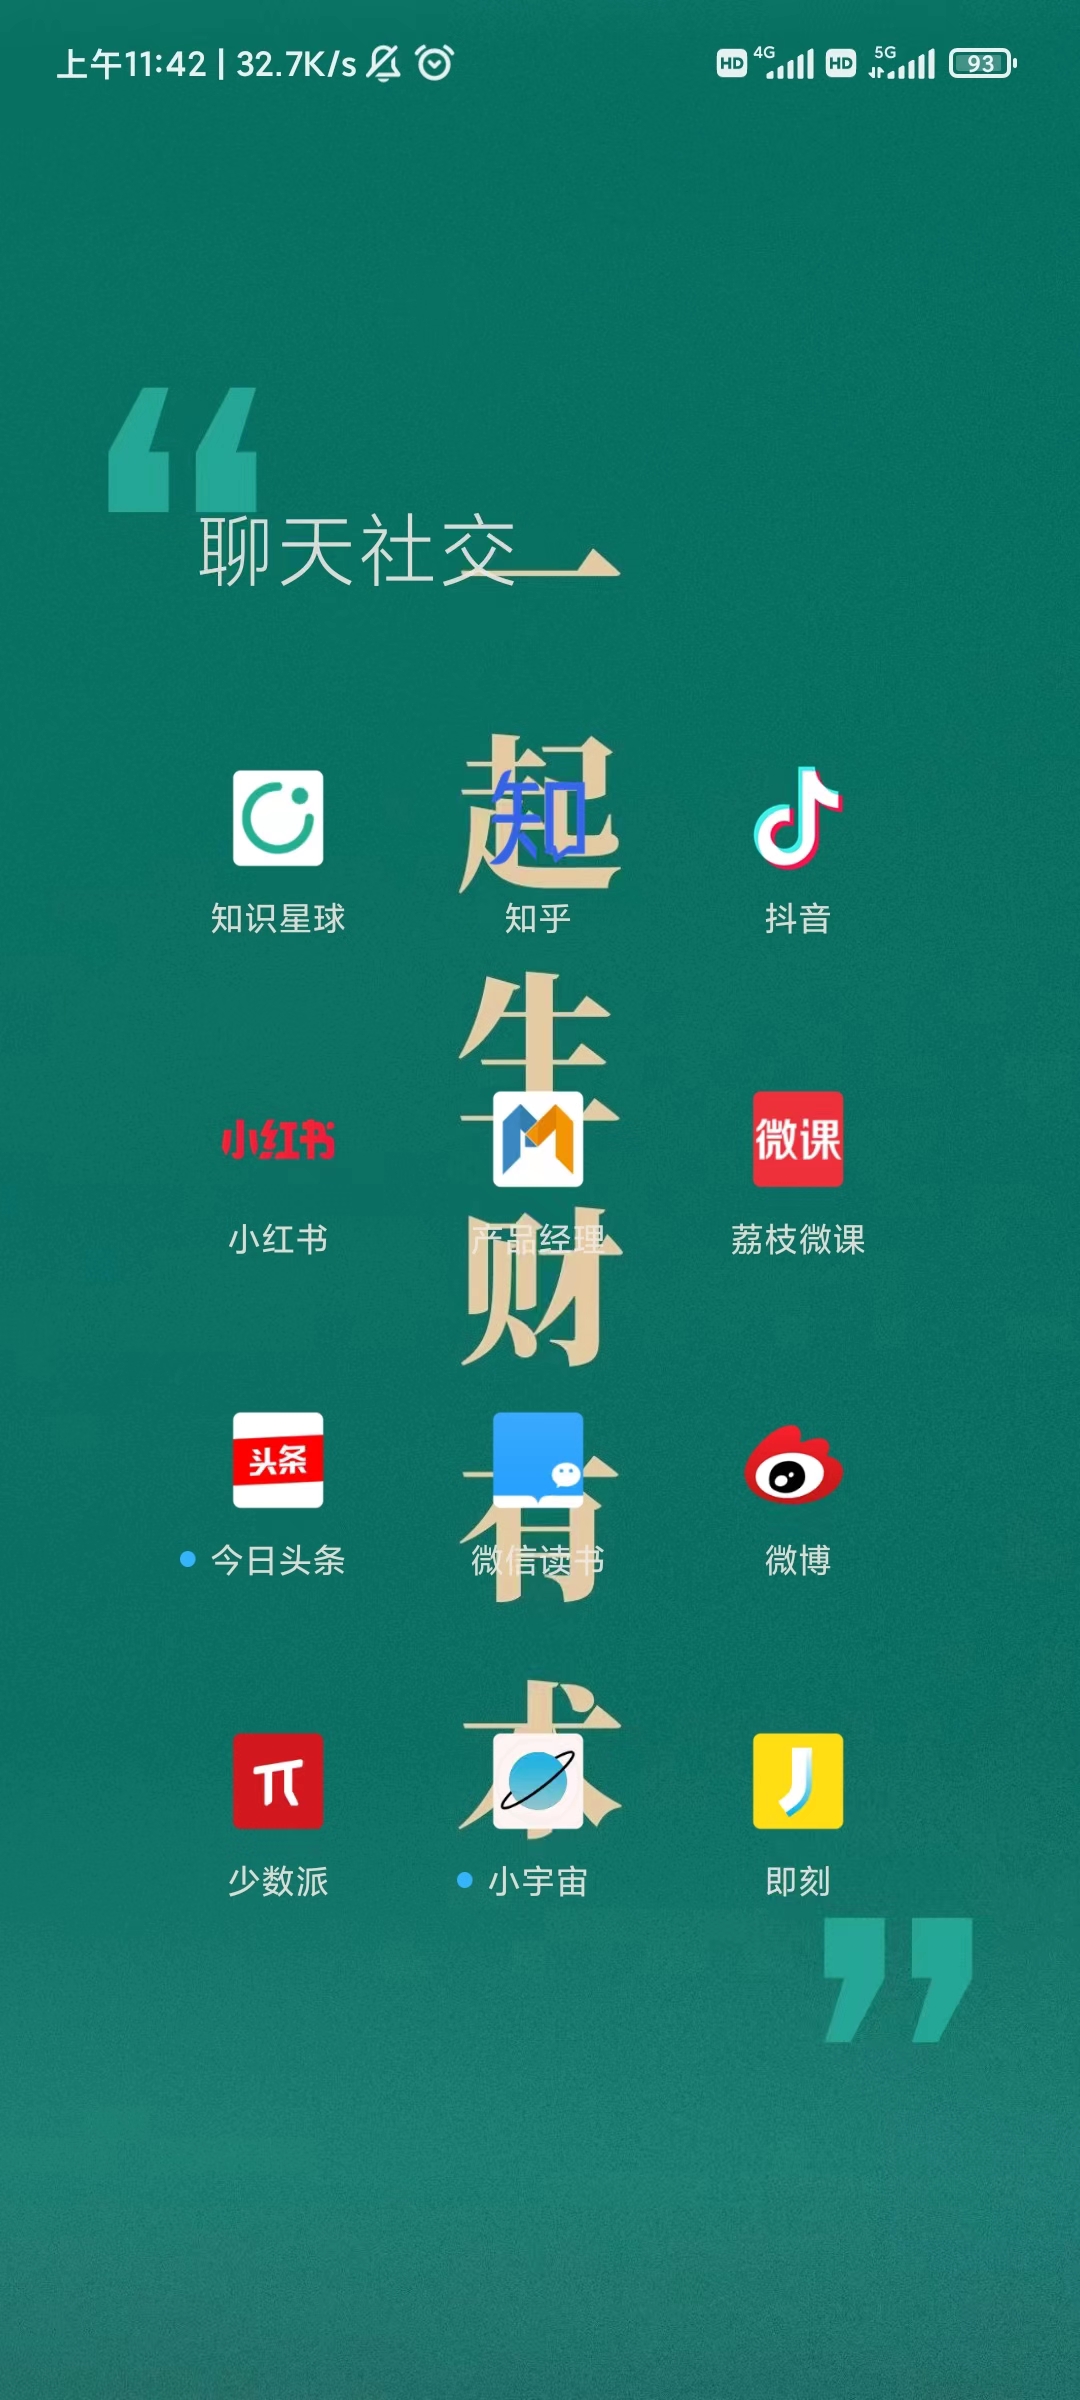 上午11:42 | 32.7K/s HD 4G HD 5G 93
“
聊天社交
一
起
生
财
有
术
知
知识星球 知乎 抖音
小红书 微课
小红书 产品经理 荔枝微课
头条
今日头条 微信读书 微博
少数派 小宇宙 即刻
”